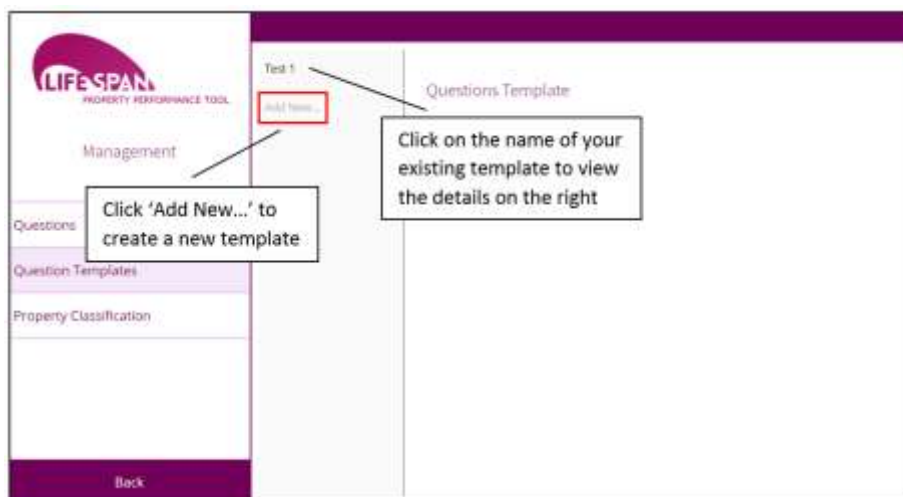 LIFESPAN
PROPERTY PERFORMANCE TOOL
Management
Questions
Question Templates
Property Classification
Back
Test 1
Add New...
Questions Template
Click 'Add New...' to
create a new template
Click on the name of your
existing template to view
the details on the right